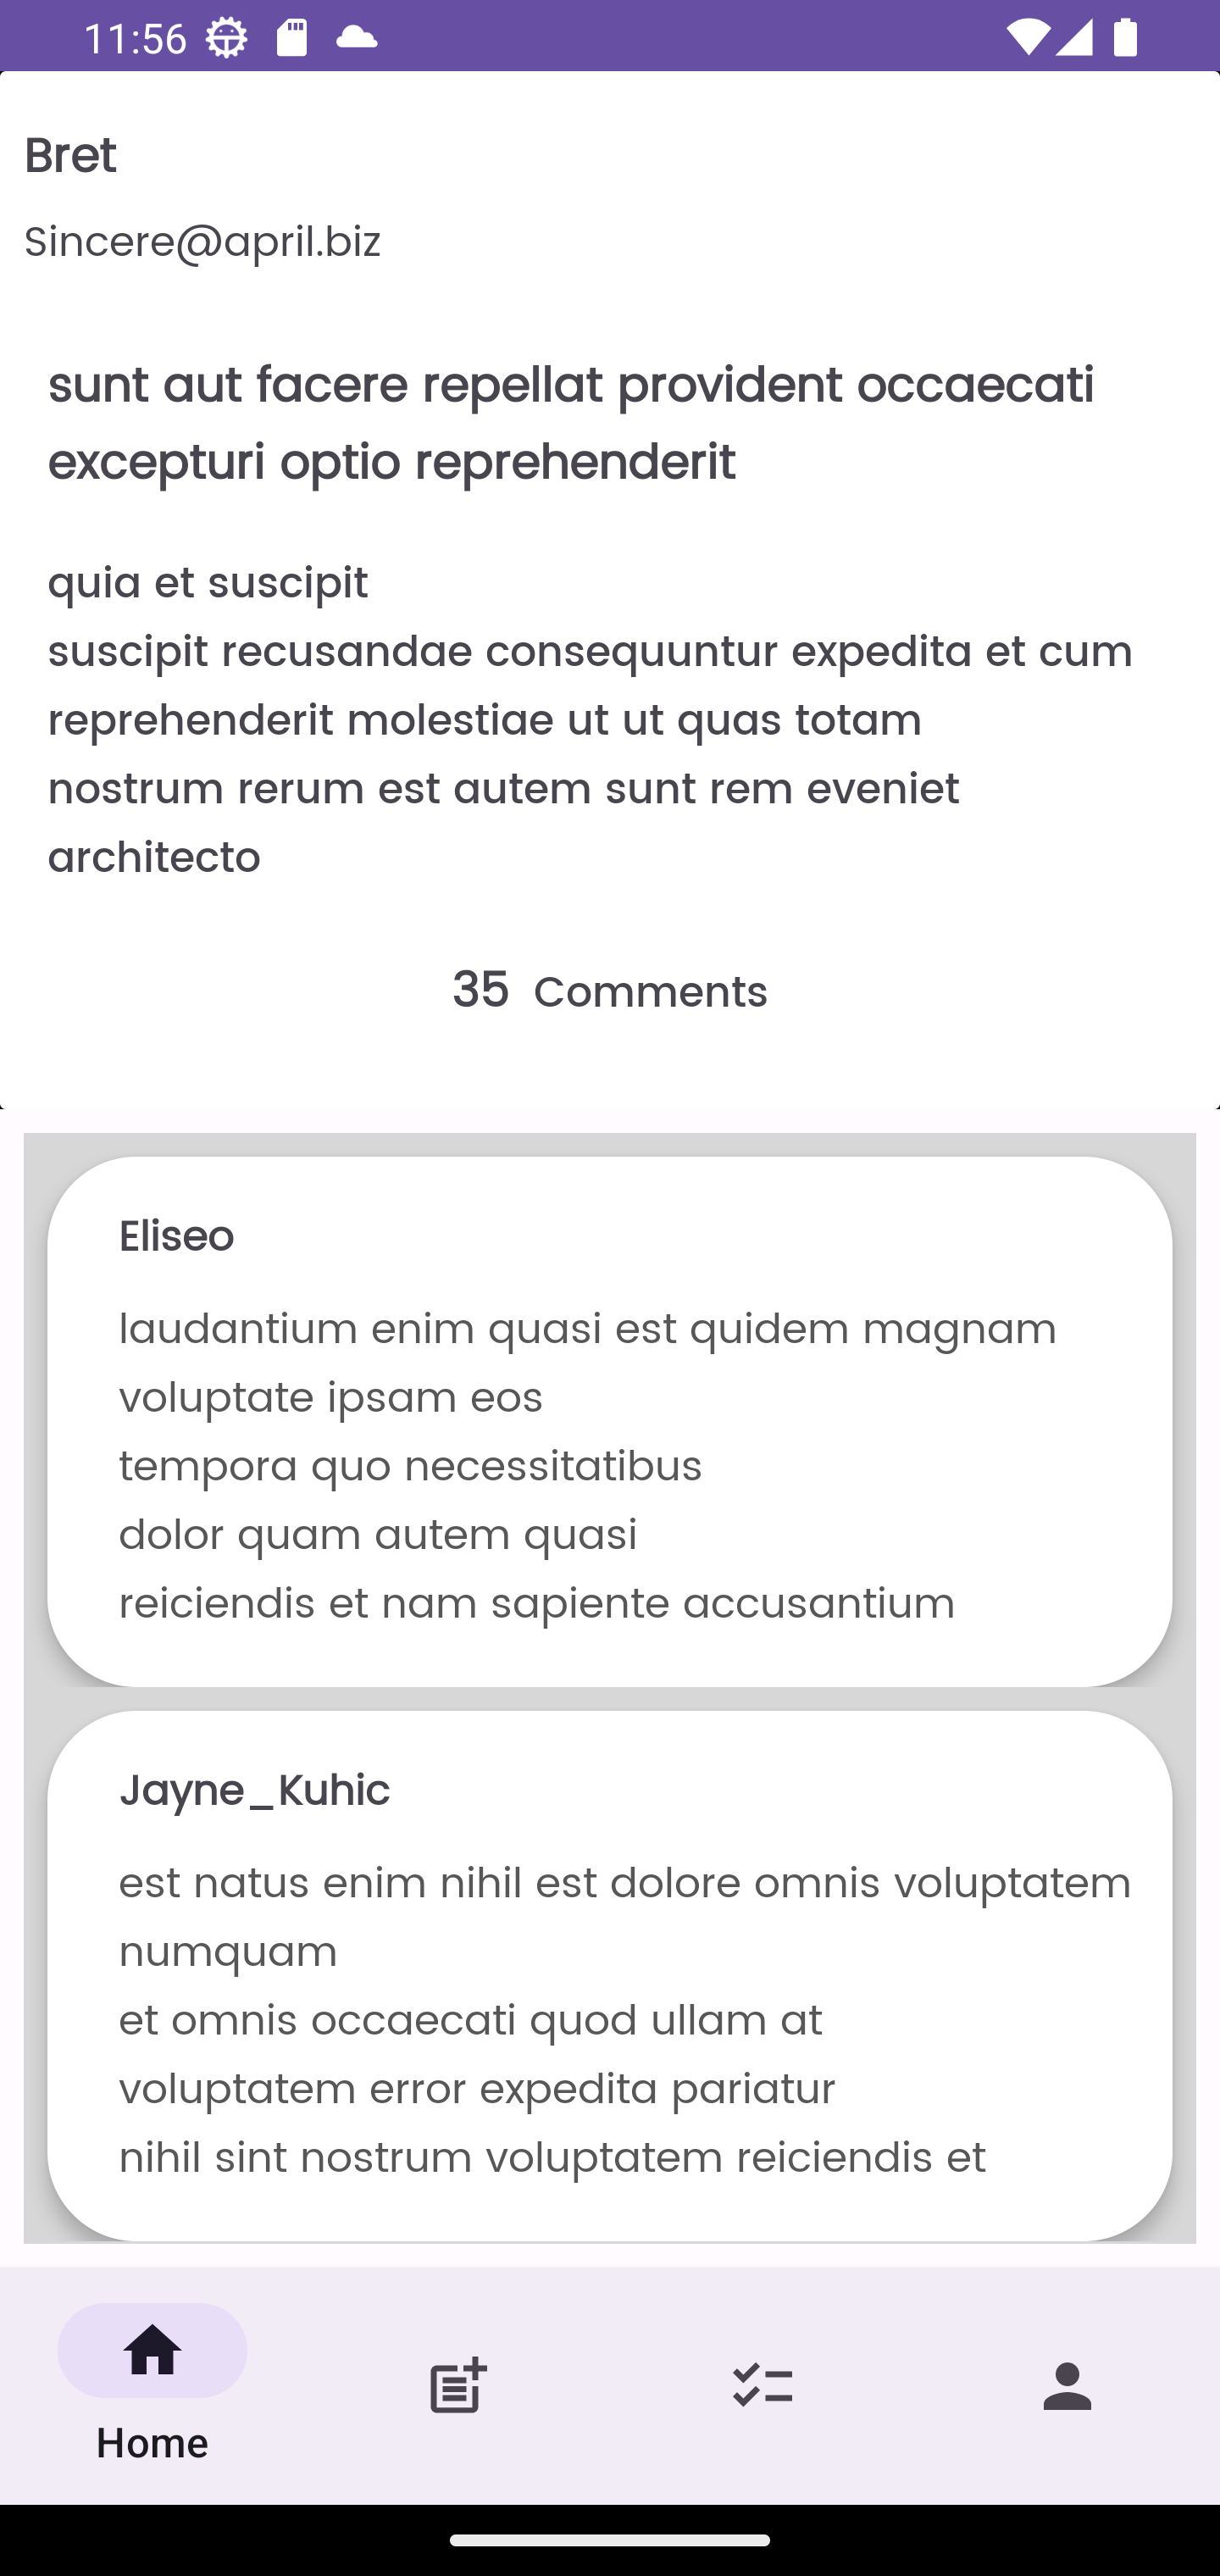 11:56
Bret
Sincere@april.biz
sunt aut facere repellat provident occaecati
excepturi optio reprehenderit
quia et suscipit
suscipit recusandae consequuntur expedita et cum
reprehenderit molestiae ut ut quas totam
nostrum rerum est autem sunt rem eveniet
architecto
35 Comments
Eliseo
laudantium enim quasi est quidem magnam
voluptate ipsam eos
tempora quo necessitatibus
dolor quam autem quasi
reiciendis et nam sapiente accusantium
Jayne_Kuhic
est natus enim nihil est dolore omnis voluptatem
numquam
et omnis occaecati quod ullam at
voluptatem error expedita pariatur
nihil sint nostrum voluptatem reiciendis et
Home